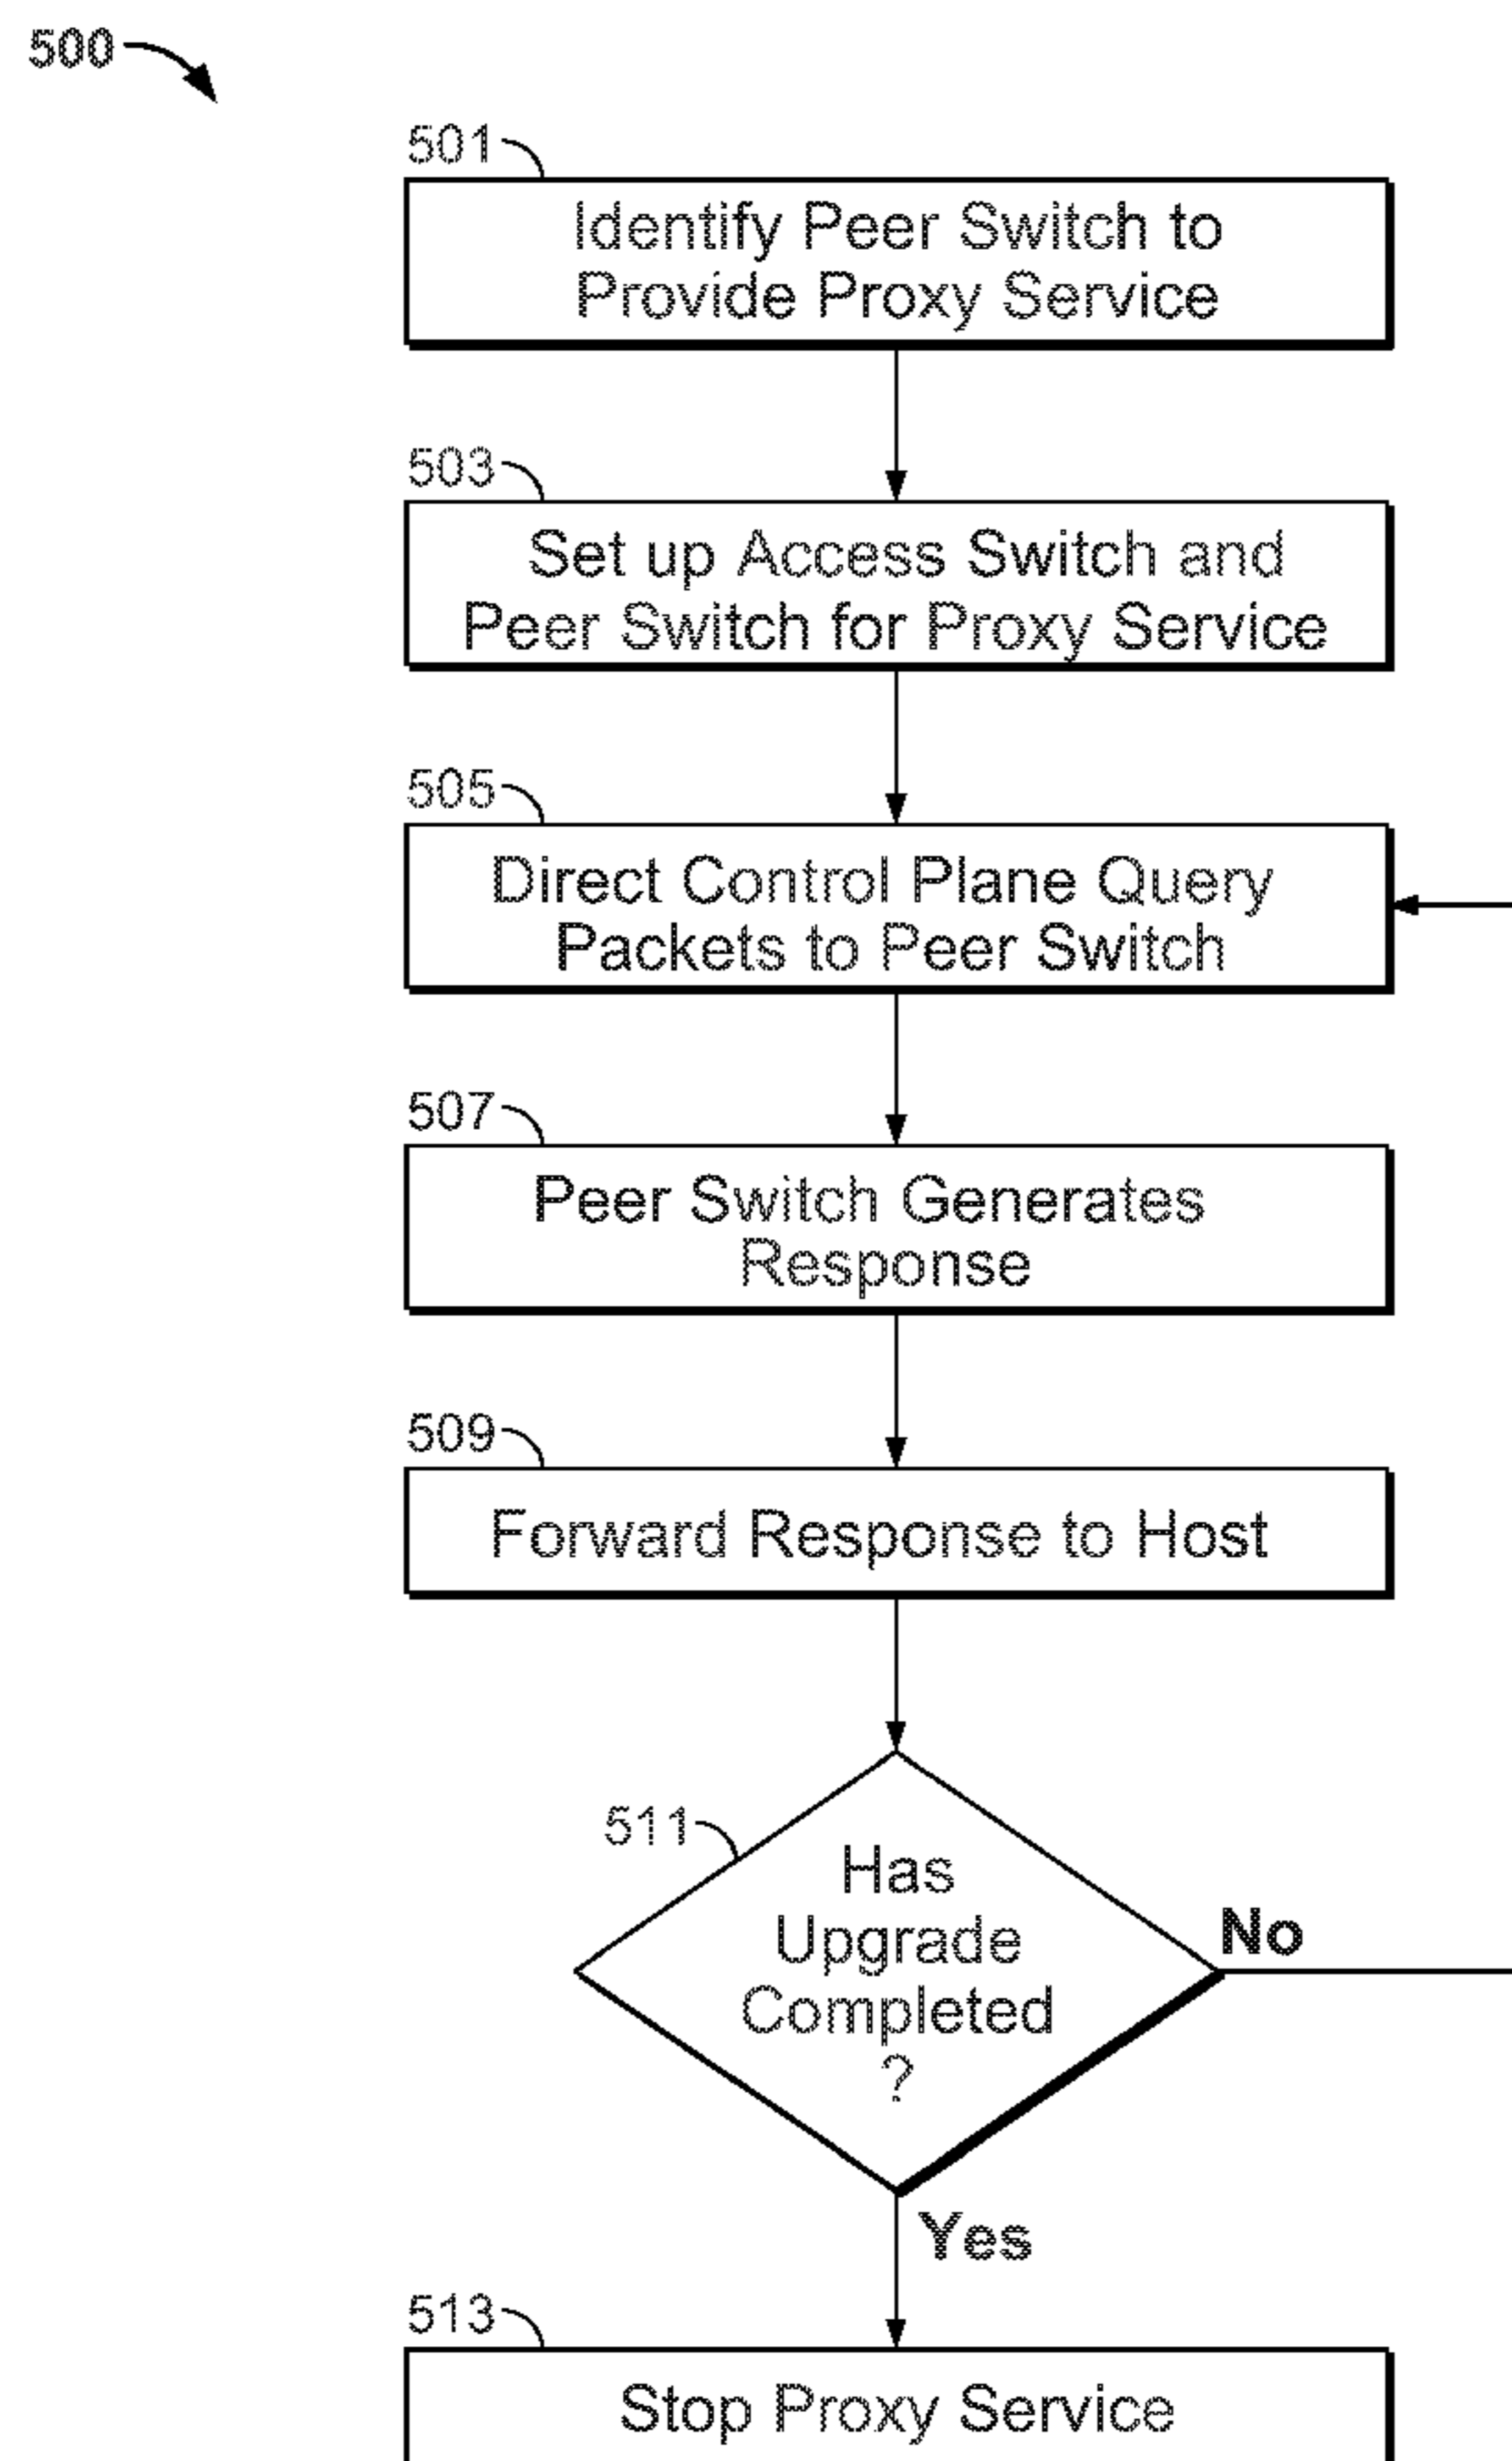 500
501
Identify Peer Switch to
Provide Proxy Service
503
Set up Access Switch and
Peer Switch for Proxy Service
505
Direct Control Plane Query
Packets to Peer Switch
507
Peer Switch Generates
Response
509
Forward Response to Host
511
Has
Upgrade
Completed
?
No
Yes
513
Stop Proxy Service